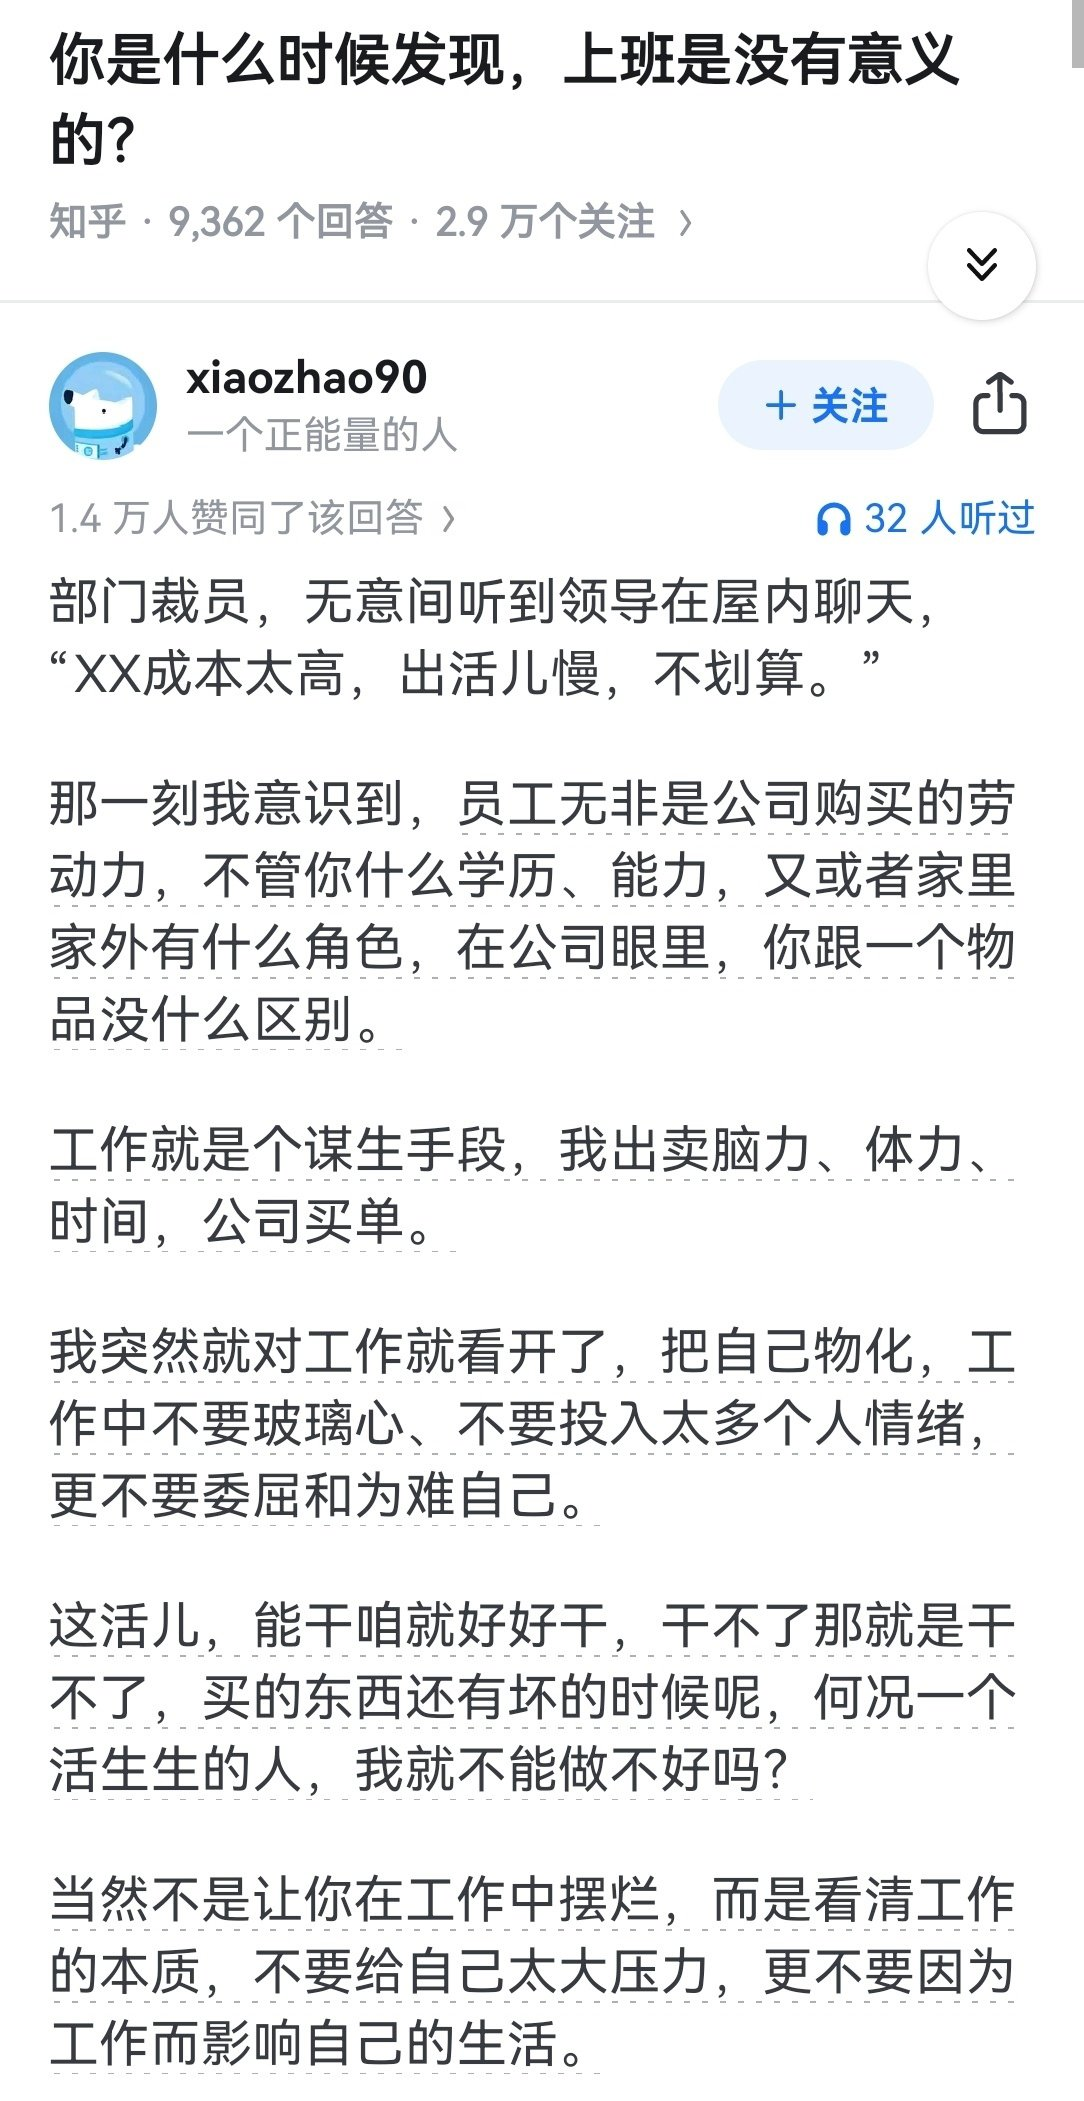 你是什么时候发现，上班是没有意义
的？
知乎 · 9,362 个回答 · 2.9 万个关注 >
xiaozhao90
一个正能量的人
+ 关注
1.4 万人赞同了该回答 >
32 人听过
部门裁员，无意间听到领导在屋内聊天，
“XX成本太高，出活儿慢，不划算。”
那一刻我意识到，员工无非是公司购买的劳
动力，不管你什么学历、能力，又或者家里
家外有什么角色，在公司眼里，你跟一个物
品没什么区别。
工作就是个谋生手段，我出卖脑力、体力、
时间，公司买单。
我突然就对工作就看开了，把自己物化，工
作中不要玻璃心、不要投入太多个人情绪，
更不要委屈和为难自己。
这活儿，能干咱就好好干，干不了那就是干
不了，买的东西还有坏的时候呢，何况一个
活生生的人，我就不能做不好吗？
当然不是让你在工作中摆烂，而是看清工作
的本质，不要给自己太大压力，更不要因为
工作而影响自己的生活。